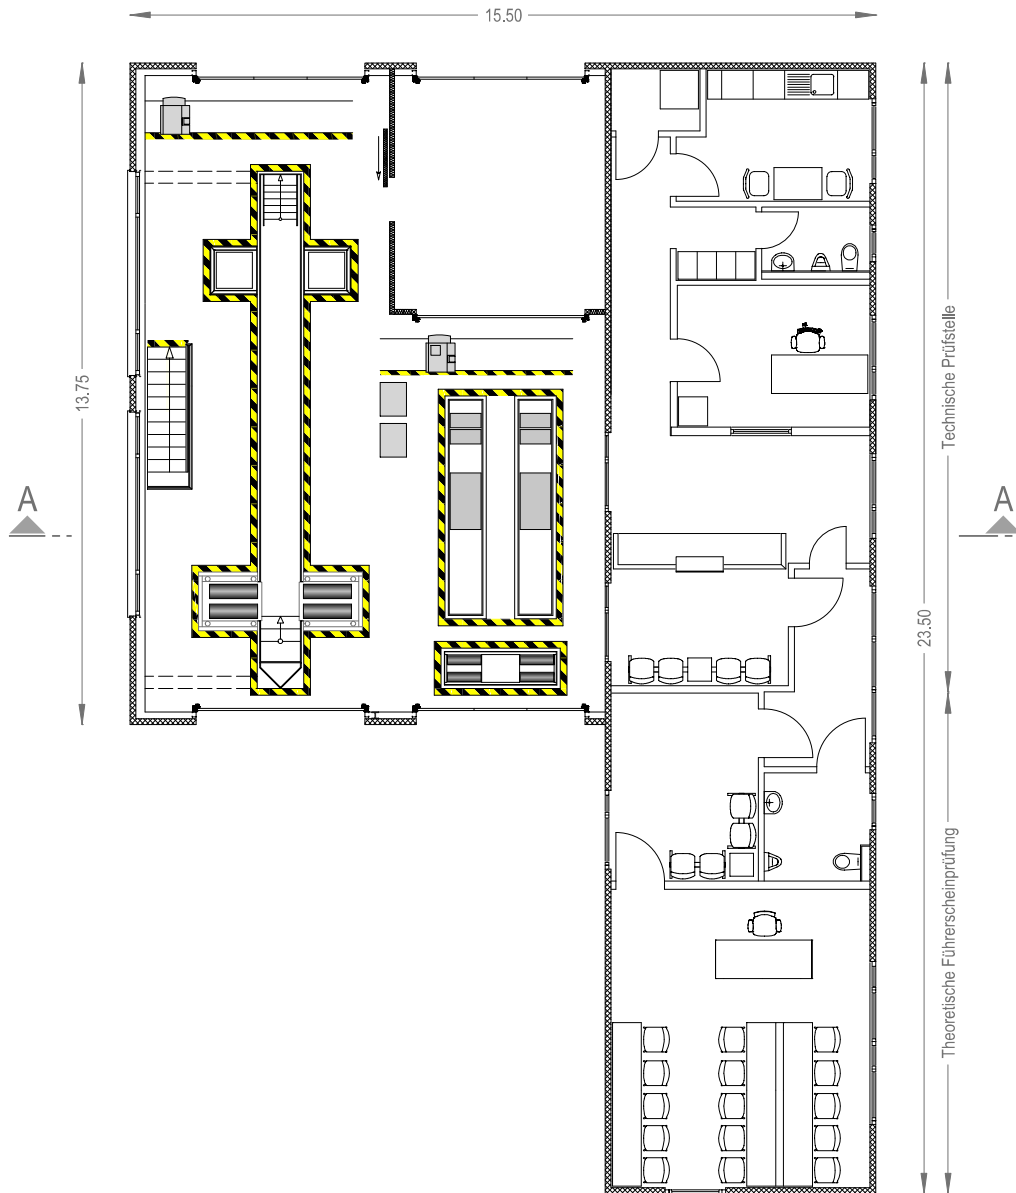 15.50
13.75
Technische Prüfstelle
A
A
23.50
Theoretische Führerscheinprüfung